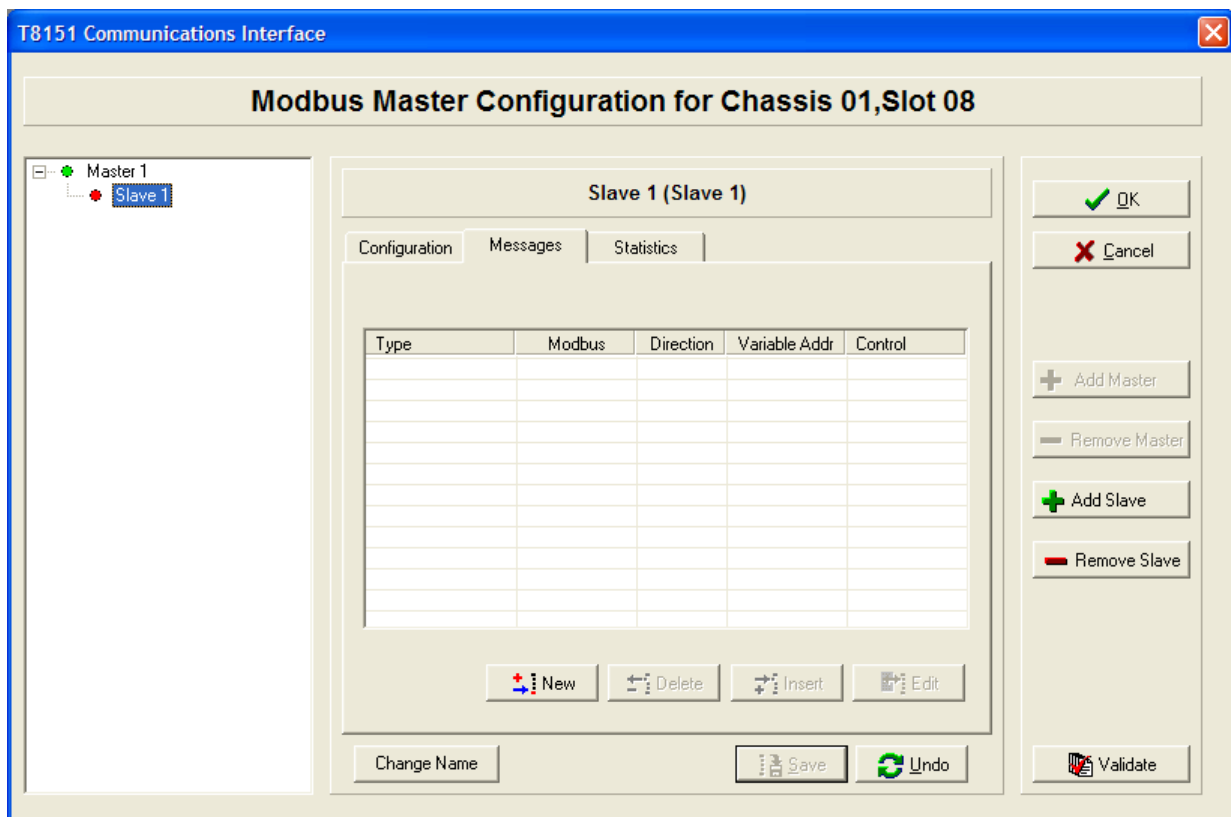 T8151 Communications Interface
Modbus Master Configuration for Chassis 01,Slot 08
Master 1
Slave 1
Slave 1 (Slave 1)
Configuration
Messages
Statistics
Type Modbus Direction Variable Addr Control
New
Delete
Insert
Edit
Change Name
Save
Undo
OK
Cancel
Add Master
Remove Master
Add Slave
Remove Slave
Validate